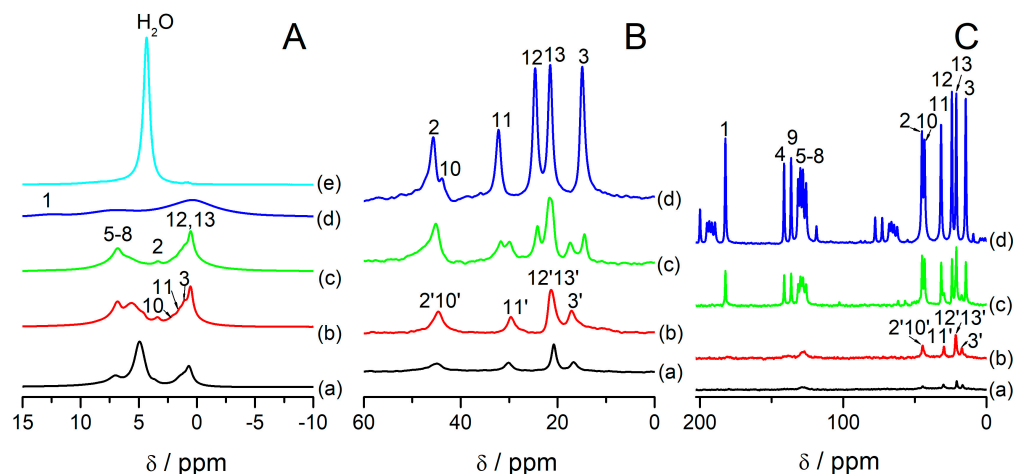 A
H₂O
1
5-8
12,13
2
11
3
10
(e)
(d)
(c)
(b)
(a)
15 10 5 0 -5 -10
δ / ppm
B
12 13 3
2
10
11
12'13'
2'10'
11'
3'
(d)
(c)
(b)
(a)
60 40 20 0
δ / ppm
C
13
12
3
11
2
10
1
9
4
5-8
12'13'
2'10'
11'
3'
(d)
(c)
(b)
(a)
200 100 0
δ / ppm